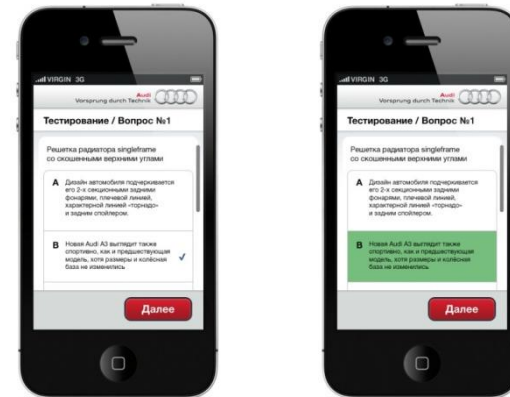 VIRGIN 3G
Audi
Vorsprung durch Technik
Тестирование / Вопрос №1
Решетка радиатора singleframe
со скошенными верхними углами
A Дизайн автомобиля подчеркивается
его 2-х секционными задними
фонарями, плечевой линией,
характерной линией «торнадо»
и задним спойлером.
B Новая Audi A3 выглядит также
спортивно, как и предшествующая
модель, хотя размеры и колёсная
база не изменились
Далее
VIRGIN 3G
Audi
Vorsprung durch Technik
Тестирование / Вопрос №1
Решетка радиатора singleframe
со скошенными верхними углами
A Дизайн автомобиля подчеркивается
его 2-х секционными задними
фонарями, плечевой линией,
характерной линией «торнадо»
и задним спойлером.
B Новая Audi A3 выглядит также
спортивно, как и предшествующая
модель, хотя размеры и колёсная
база не изменились
Далее